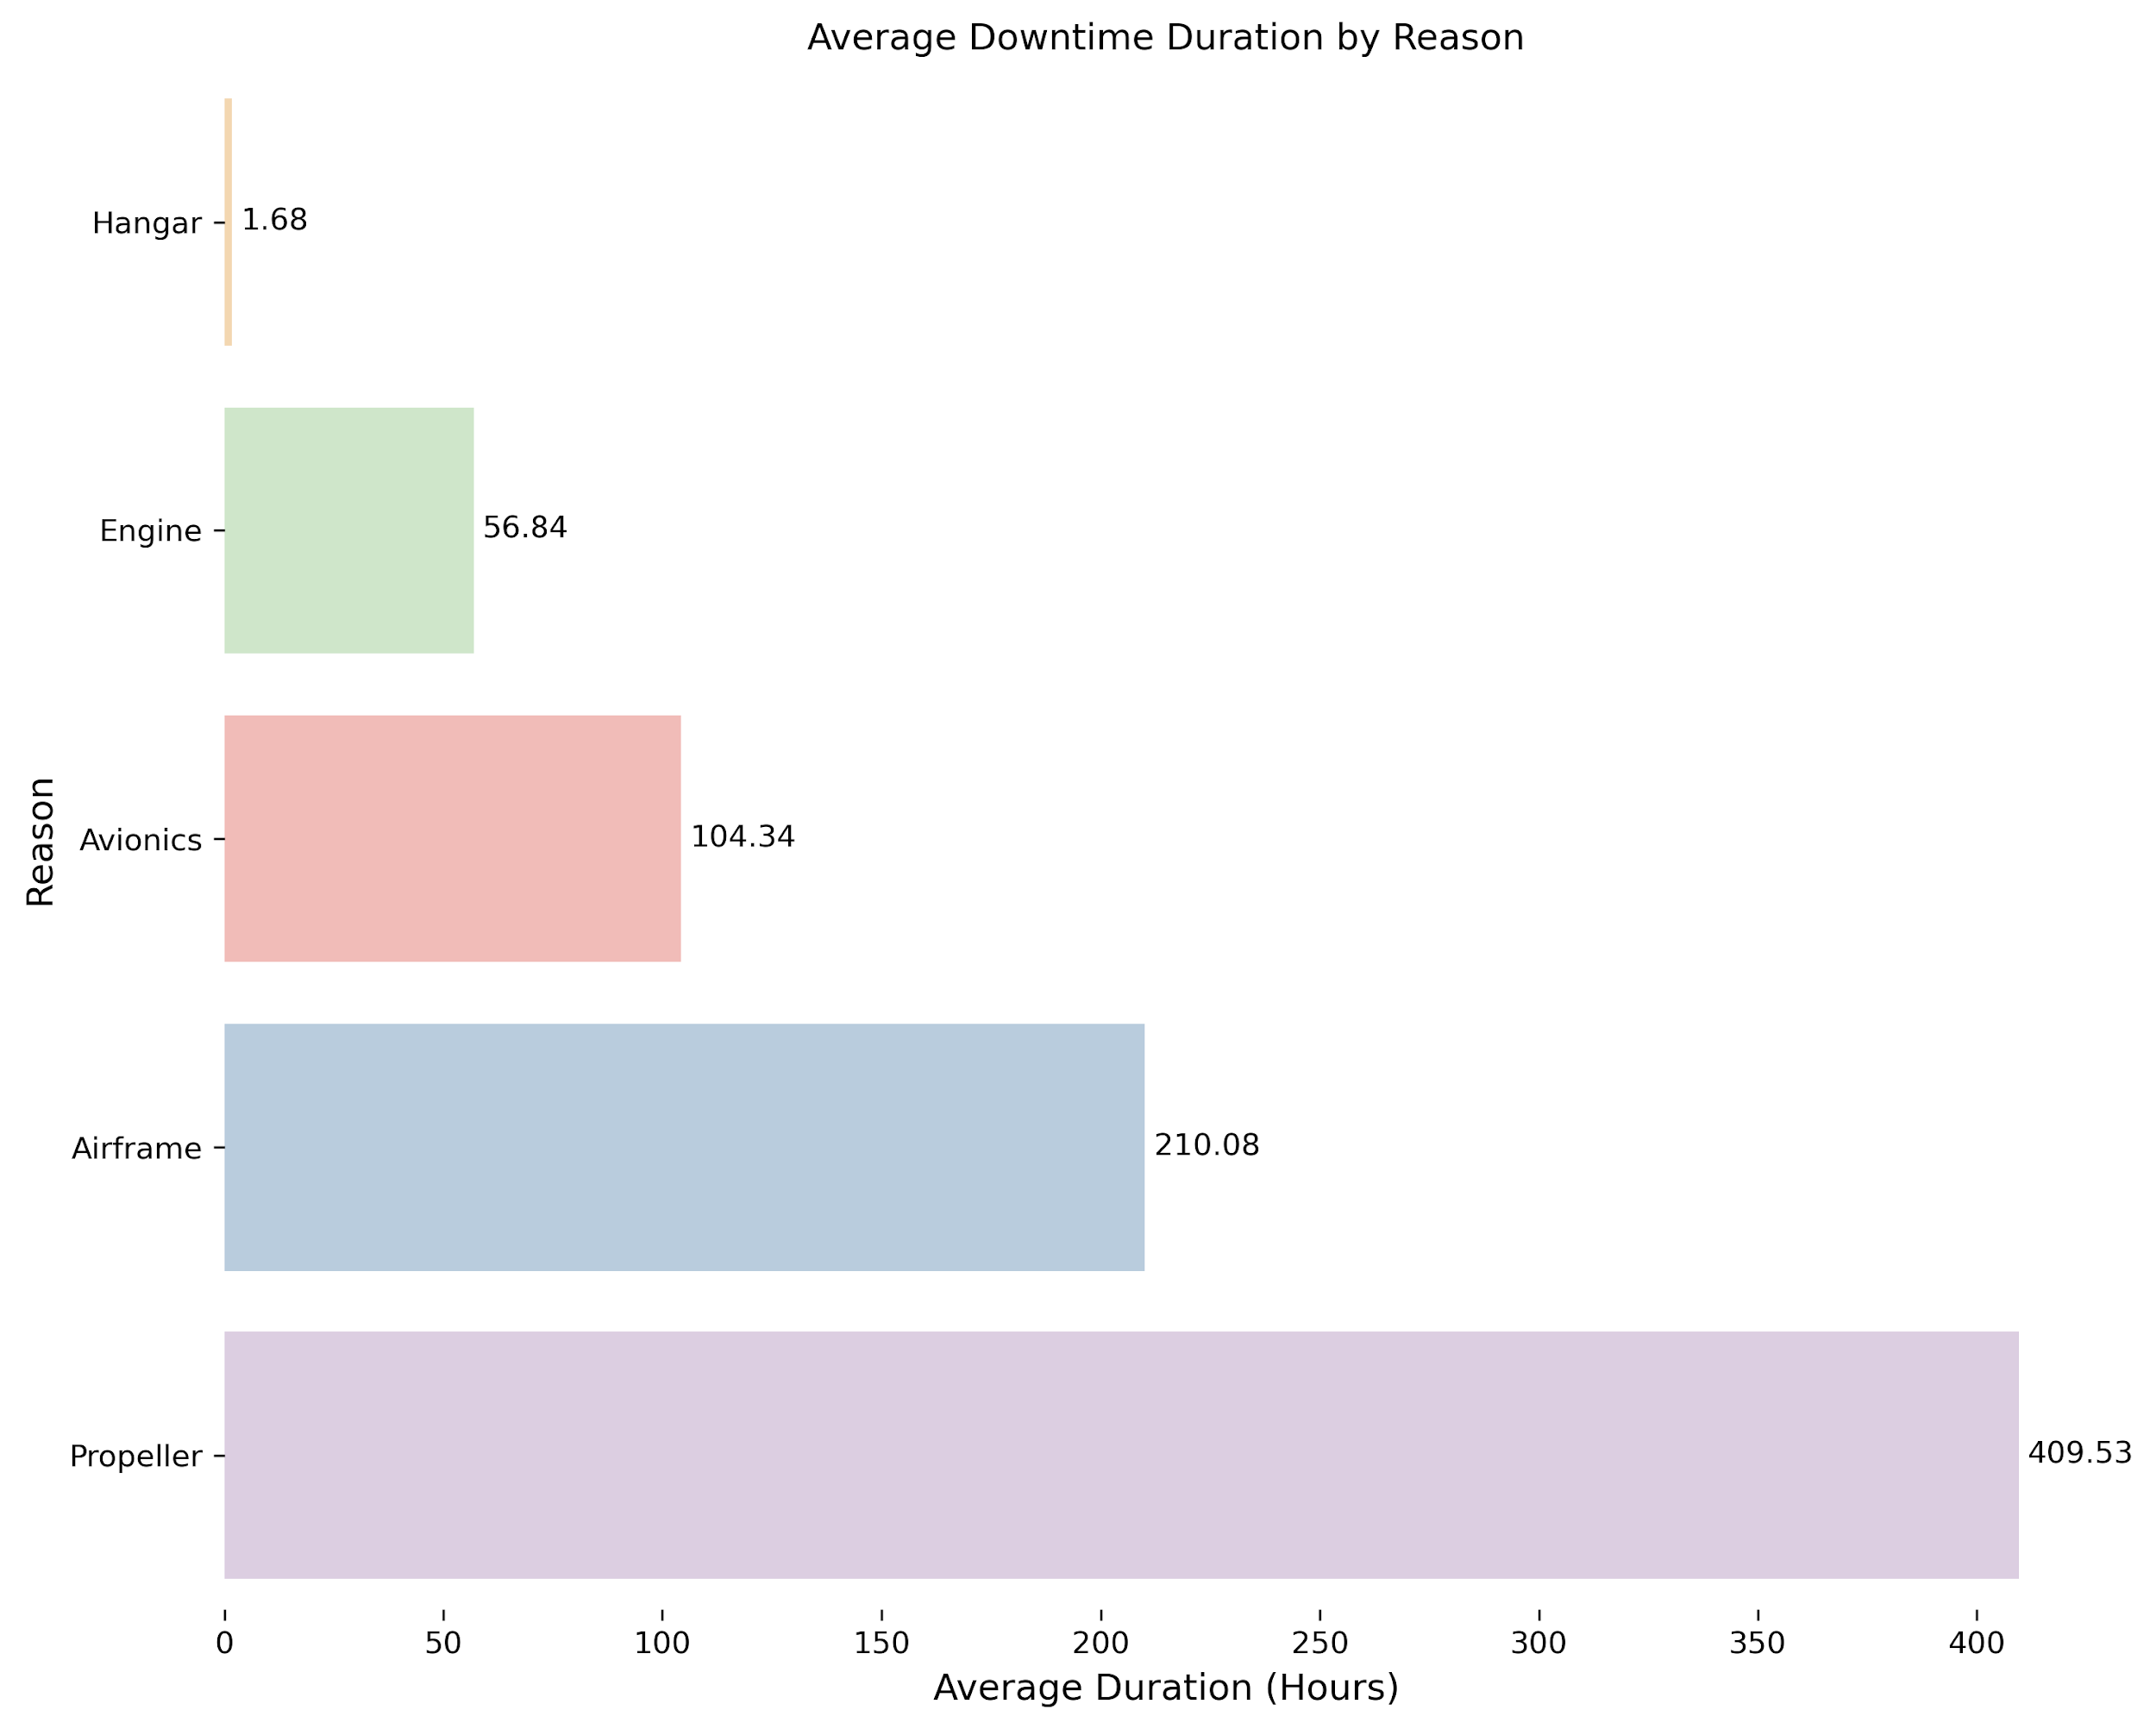 Average Downtime Duration by Reason
Hangar
1.68
Engine
56.84
Reason
Avionics
104.34
Airframe
210.08
Propeller
409.53
0 50 100 150 200 250 300 350 400
Average Duration (Hours)